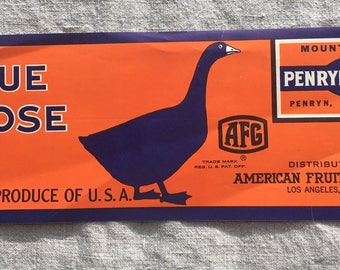 UE
OSE
PRODUCE OF U.S.A.
AFG
®
TRADE MARK
REG. U.S. PAT. OFF.
MOUNT
PENRY
PENRYN,
DISTRIBUT
AMERICAN FRUIT
LOS ANGELES,